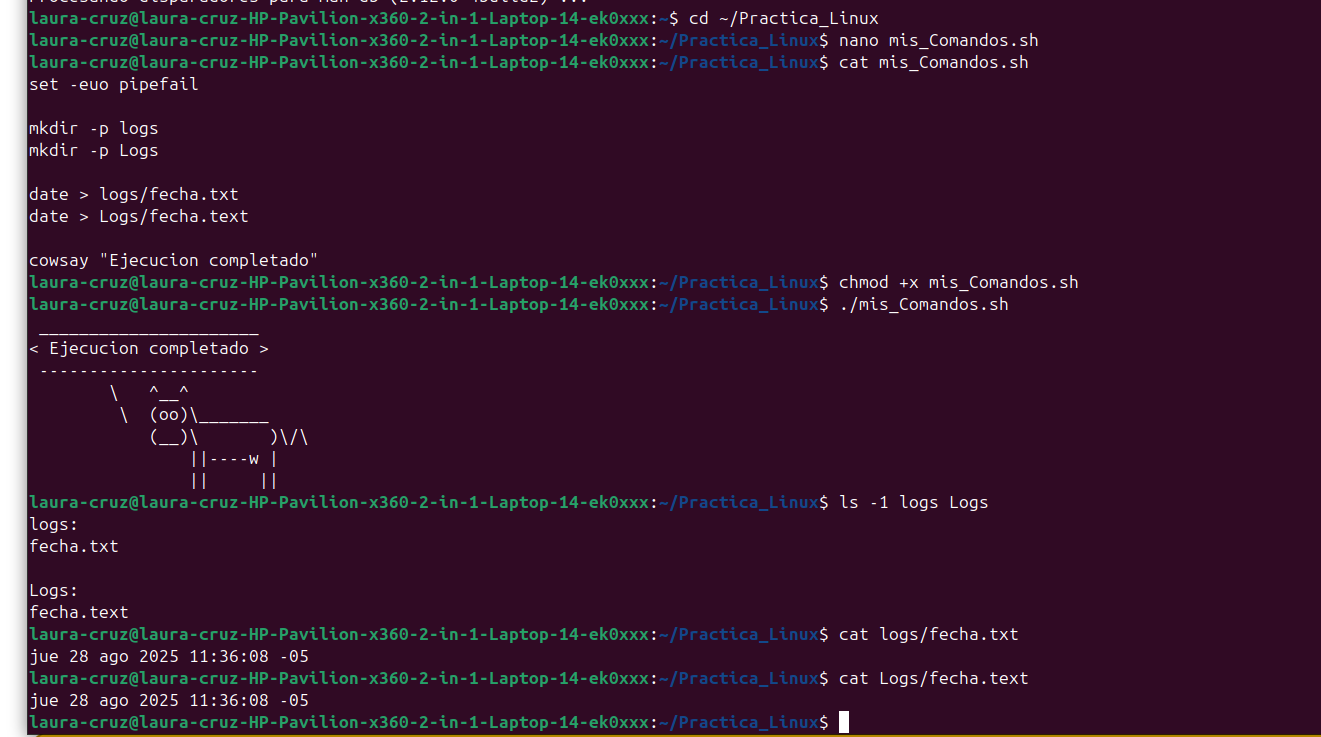 laura-cruz@laura-cruz-HP-Pavilion-x360-2-in-1-Laptop-14-ek0xxx:~$ cd ~/Practica_Linux
laura-cruz@laura-cruz-HP-Pavilion-x360-2-in-1-Laptop-14-ek0xxx:~/Practica_Linux$ nano mis_Comandos.sh
laura-cruz@laura-cruz-HP-Pavilion-x360-2-in-1-Laptop-14-ek0xxx:~/Practica_Linux$ cat mis_Comandos.sh
set -euo pipefail

mkdir -p logs
mkdir -p Logs

date > logs/fecha.txt
date > Logs/fecha.text

cowsay "Ejecucion completado"
laura-cruz@laura-cruz-HP-Pavilion-x360-2-in-1-Laptop-14-ek0xxx:~/Practica_Linux$ chmod +x mis_Comandos.sh
laura-cruz@laura-cruz-HP-Pavilion-x360-2-in-1-Laptop-14-ek0xxx:~/Practica_Linux$ ./mis_Comandos.sh
 ______________________
< Ejecucion completado >
 ----------------------
        \   ^__^
         \  (oo)\_______
            (__)\       )\/\
                ||----w |
                ||     ||
laura-cruz@laura-cruz-HP-Pavilion-x360-2-in-1-Laptop-14-ek0xxx:~/Practica_Linux$ ls -1 logs Logs
logs:
fecha.txt

Logs:
fecha.text
laura-cruz@laura-cruz-HP-Pavilion-x360-2-in-1-Laptop-14-ek0xxx:~/Practica_Linux$ cat logs/fecha.txt
jue 28 ago 2025 11:36:08 -05
laura-cruz@laura-cruz-HP-Pavilion-x360-2-in-1-Laptop-14-ek0xxx:~/Practica_Linux$ cat Logs/fecha.text
jue 28 ago 2025 11:36:08 -05
laura-cruz@laura-cruz-HP-Pavilion-x360-2-in-1-Laptop-14-ek0xxx:~/Practica_Linux$